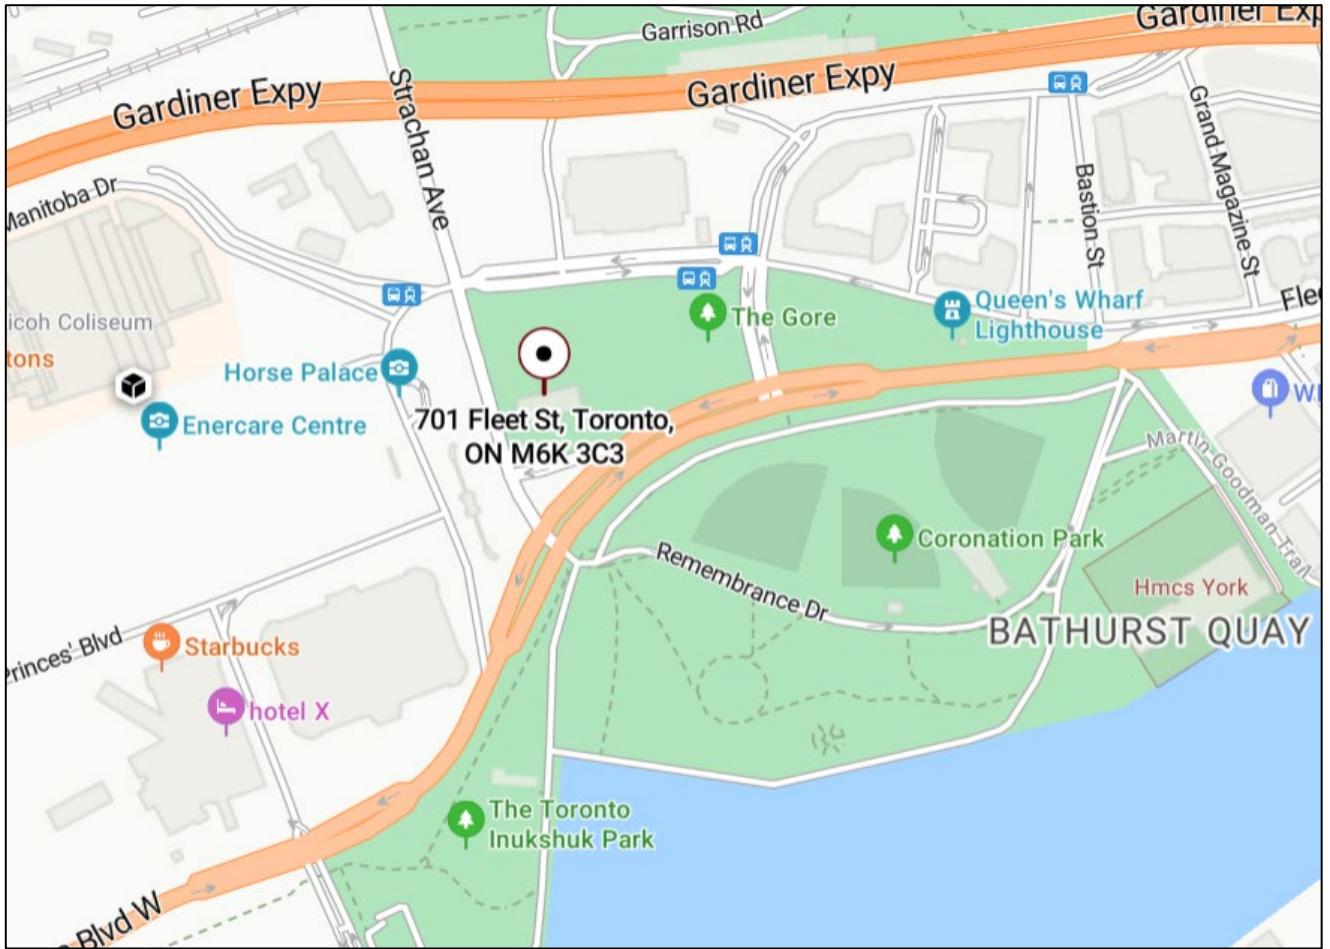 Gardiner Exp
Garrison Rd
Gardiner Expy
Gardiner Expy
Strachan Ave
Grand Magazine St
Manitoba Dr
Bastion St
Queen's Wharf
Lighthouse
Flee
icoh Coliseum
The Gore
tons
Horse Palace
Enercare Centre
701 Fleet St, Toronto,
ON M6K 3C3
W
Martin Goodman Trail
Coronation Park
Remembrance Dr
Hmcs York
BATHURST QUAY
Princes' Blvd
Starbucks
hotel X
The Toronto
Inukshuk Park
Blvd W